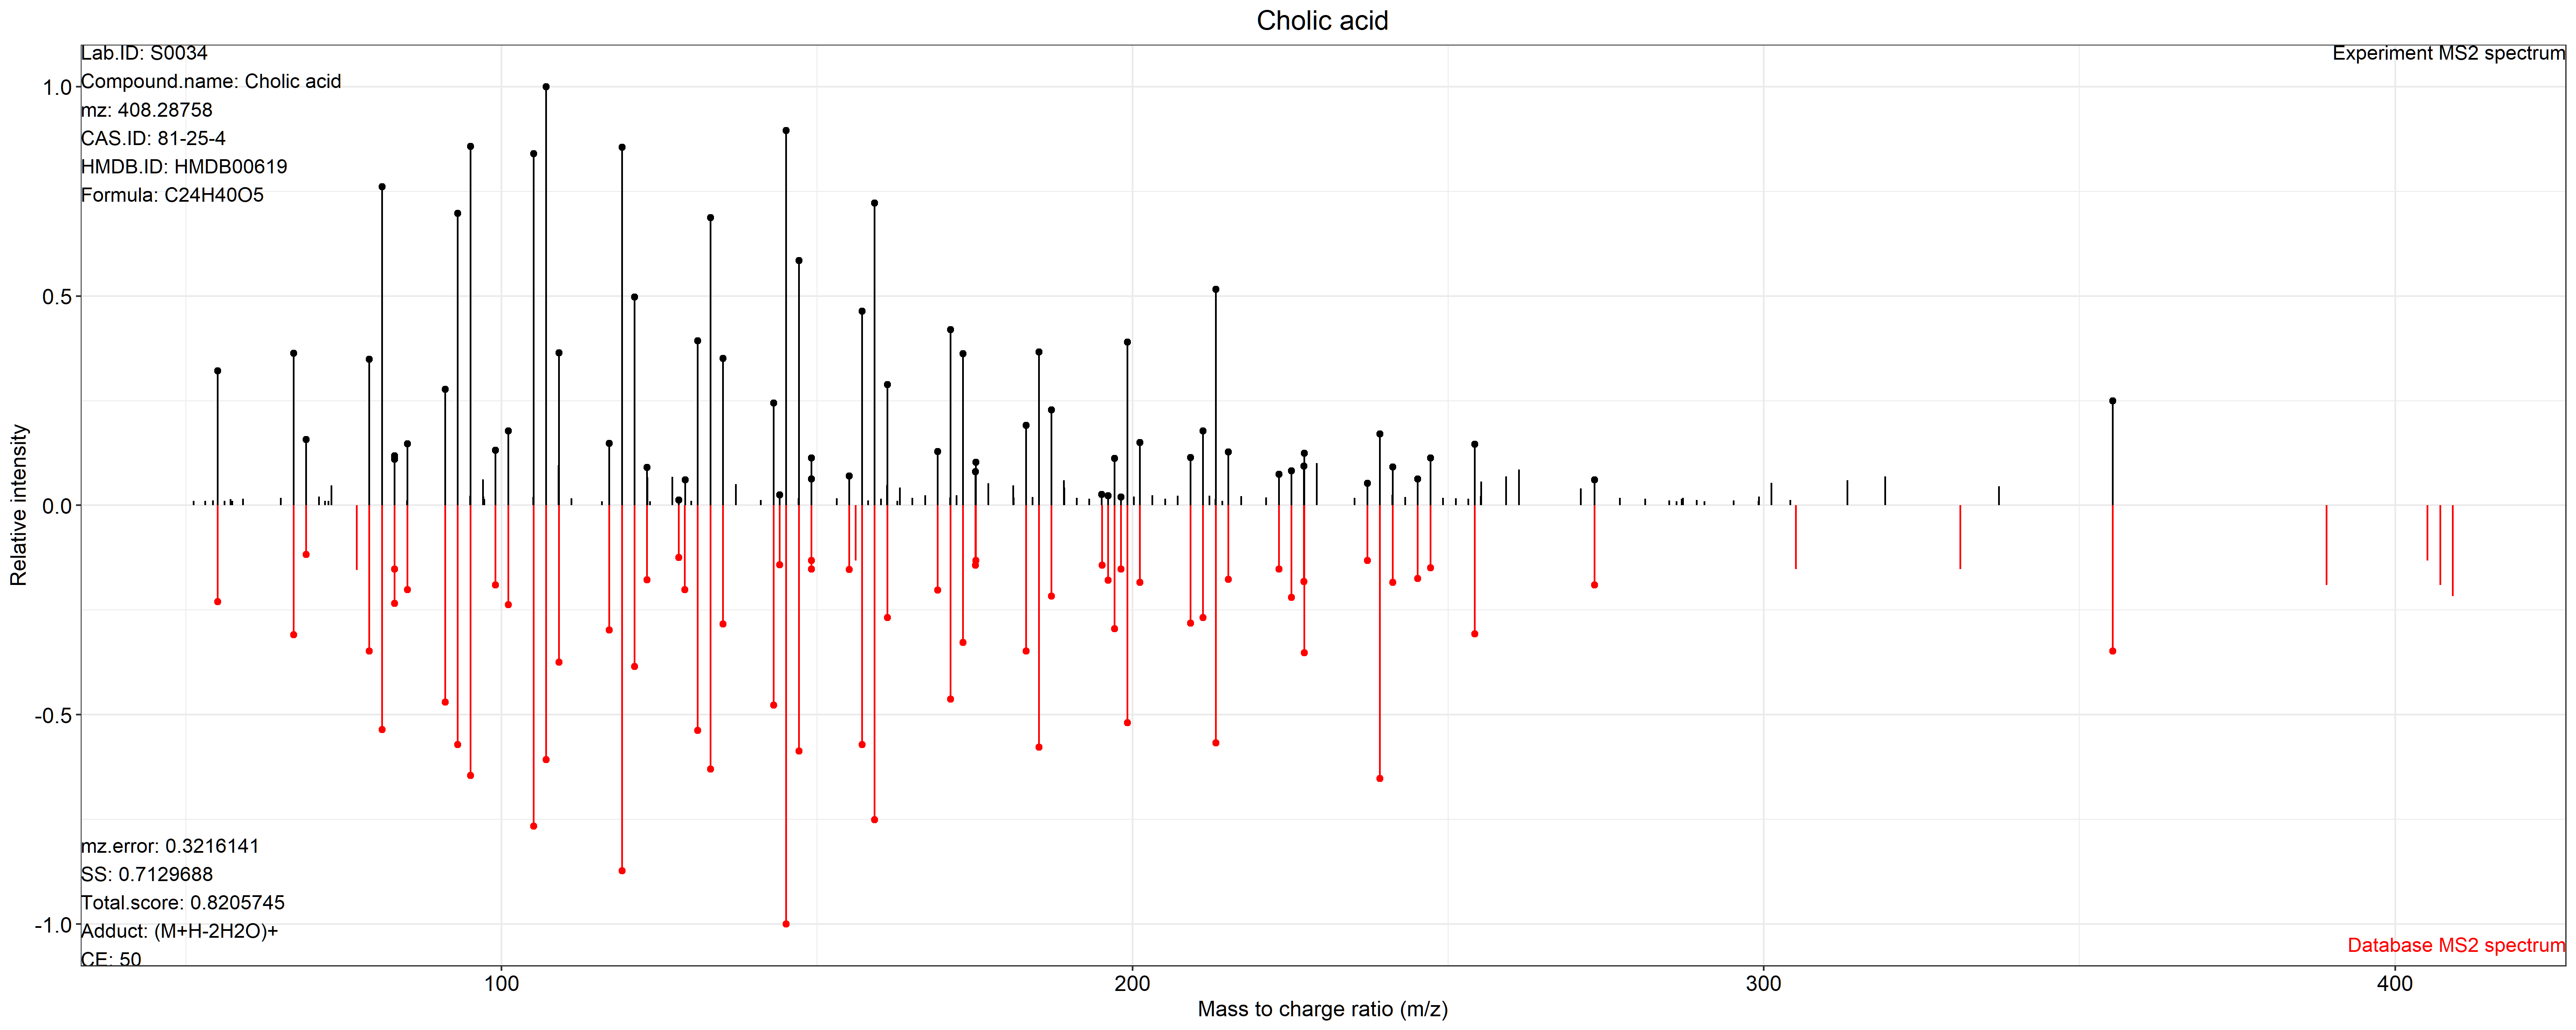 Cholic acid
Lab.ID: S0034
Experiment MS2 spectrum
Compound.name: Cholic acid
mz: 408.28758
CAS.ID: 81-25-4
HMDB.ID: HMDB00619
Formula: C24H40O5
1.0
0.5
0.0
-0.5
-1.0
Relative intensity
mz.error: 0.3216141
SS: 0.7129688
Total.score: 0.8205745
Adduct: (M+H-2H2O)+
CE: 50
Database MS2 spectrum
100
200
300
400
Mass to charge ratio (m/z)